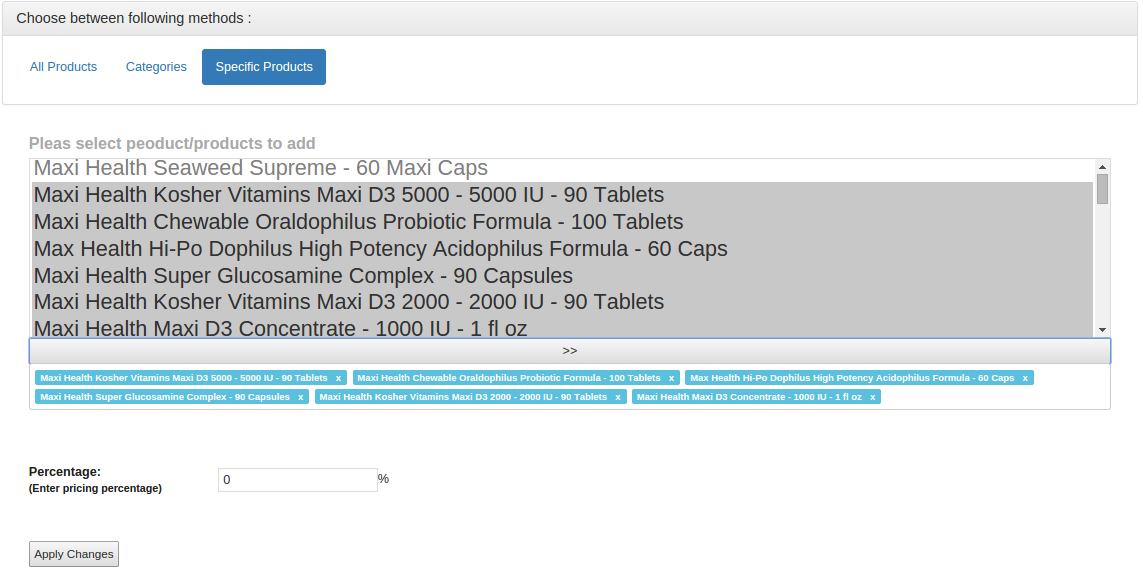 Choose between following methods :
All Products Categories Specific Products
Pleas select peoduct/products to add
Maxi Health Seaweed Supreme - 60 Maxi Caps
Maxi Health Kosher Vitamins Maxi D3 5000 - 5000 IU - 90 Tablets
Maxi Health Chewable Oraldophilus Probiotic Formula - 100 Tablets
Max Health Hi-Po Dophilus High Potency Acidophilus Formula - 60 Caps
Maxi Health Super Glucosamine Complex - 90 Capsules
Maxi Health Kosher Vitamins Maxi D3 2000 - 2000 IU - 90 Tablets
Maxi Health Maxi D3 Concentrate - 1000 IU - 1 fl oz
>>
Maxi Health Kosher Vitamins Maxi D3 5000 - 5000 IU - 90 Tablets x Maxi Health Chewable Oraldophilus Probiotic Formula - 100 Tablets x Max Health Hi-Po Dophilus High Potency Acidophilus Formula - 60 Caps x
Maxi Health Super Glucosamine Complex - 90 Capsules x Maxi Health Kosher Vitamins Maxi D3 2000 - 2000 IU - 90 Tablets x Maxi Health Maxi D3 Concentrate - 1000 IU - 1 fl oz x
Percentage:
0 %
(Enter pricing percentage)
Apply Changes